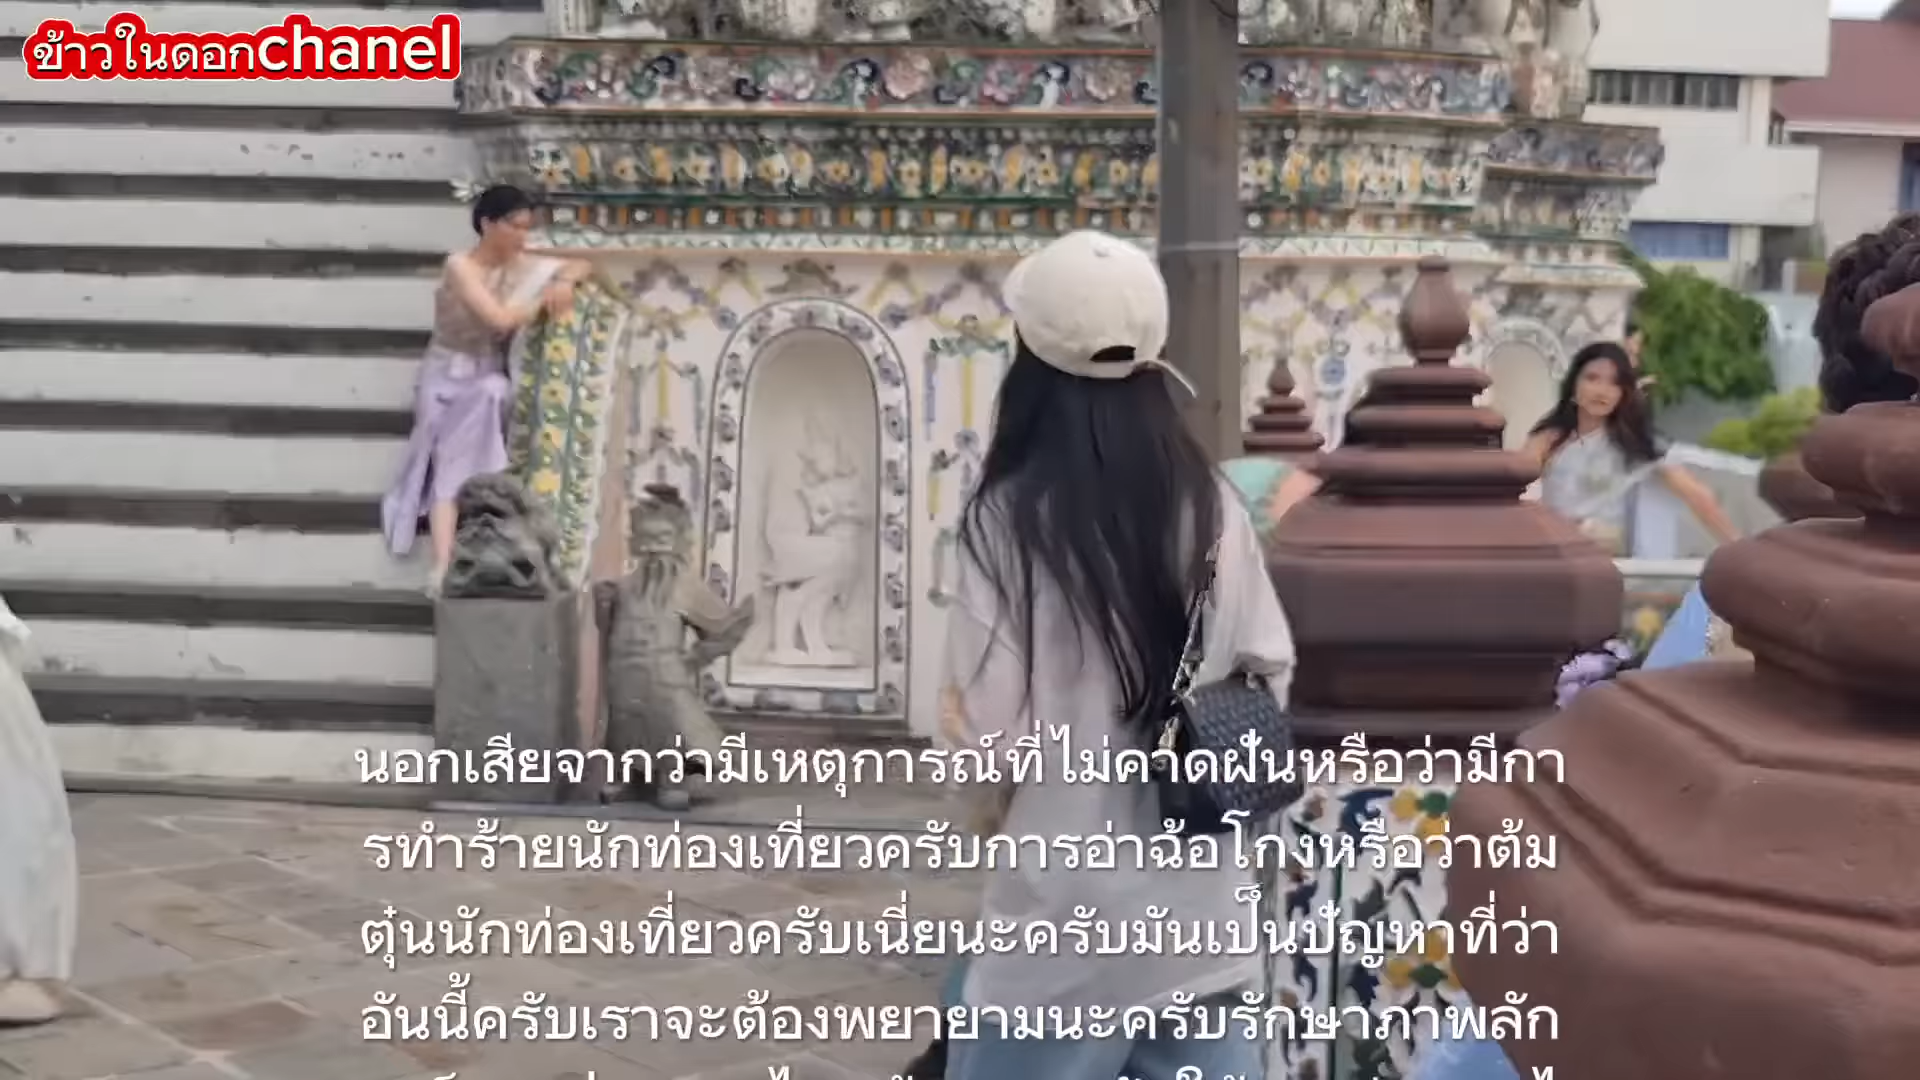 ข้าวในดอกchanel
นอกเสียจากว่ามีเหตุการณ์ที่ไม่คาดฝันหรือว่ามีกา
รทำร้ายนักท่องเที่ยวครับการอ่าฉ้อโกงหรือว่าต้ม
ตุ๋นนักท่องเที่ยวครับเนี่ยนะครับมันเป็นปัญหาที่ว่า
อันนี้ครับเราจะต้องพยายามนะครับรักษาภาพลัก